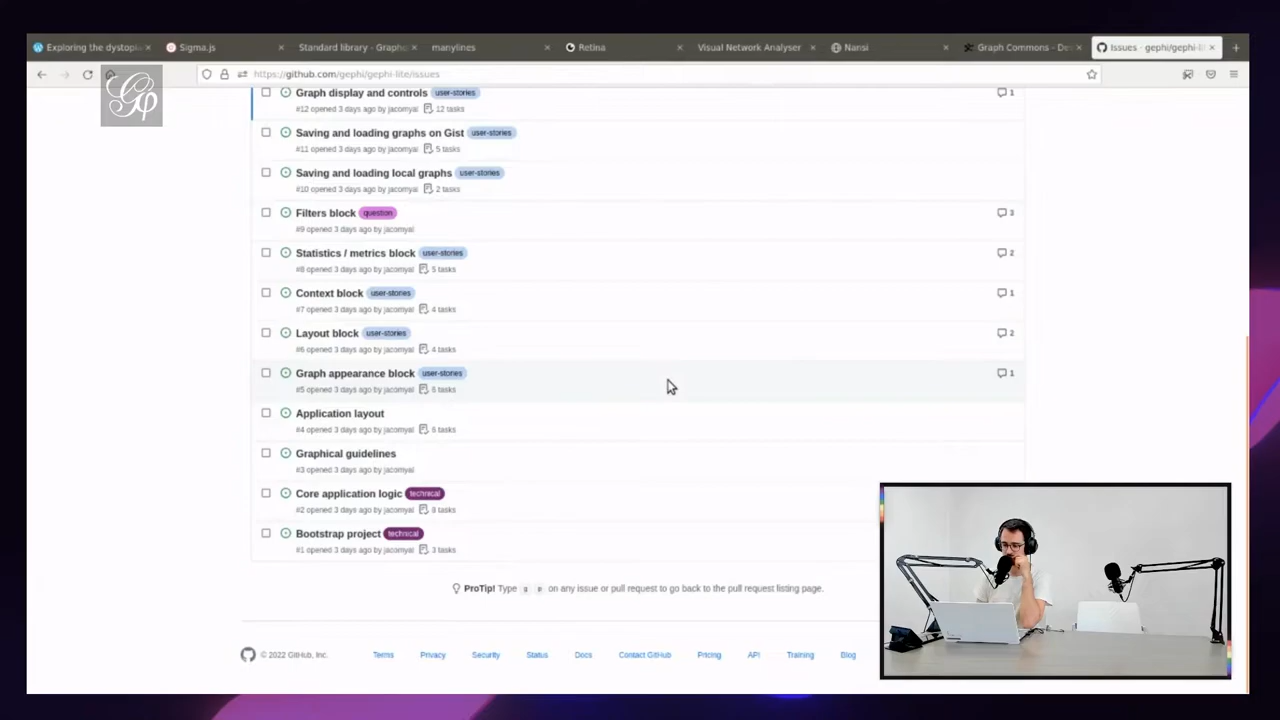 Exploring the dystopi
Sigma.js
Standard library - Grapho
manylines
Retina
Visual Network Analyser
Nansi
Graph Commons - De
Issues · gephi/gephi-lite
https://github.com/gephi/gephi-lite/issues
Graph display and controls user-stories 1
#12 opened 3 days ago by jacomyal 12 tasks
Saving and loading graphs on Gist user-stories
#11 opened 3 days ago by jacomyal 5 tasks
Saving and loading local graphs user-stories
#10 opened 3 days ago by jacomyal 2 tasks
Filters block question 3
#9 opened 3 days ago by jacomyal
Statistics / metrics block user-stories 2
#8 opened 3 days ago by jacomyal 5 tasks
Context block user-stories 1
#7 opened 3 days ago by jacomyal 4 tasks
Layout block user-stories 2
#6 opened 3 days ago by jacomyal 4 tasks
Graph appearance block user-stories 1
#5 opened 3 days ago by jacomyal 6 tasks
Application layout
#4 opened 3 days ago by jacomyal 6 tasks
Graphical guidelines
#3 opened 3 days ago by jacomyal
Core application logic technical
#2 opened 3 days ago by jacomyal 8 tasks
Bootstrap project technical
#1 opened 3 days ago by jacomyal 3 tasks
ProTip! Type g p on any issue or pull request to go back to the pull request listing page.
© 2022 GitHub, Inc. Terms Privacy Security Status Docs Contact GitHub Pricing API Training Blog